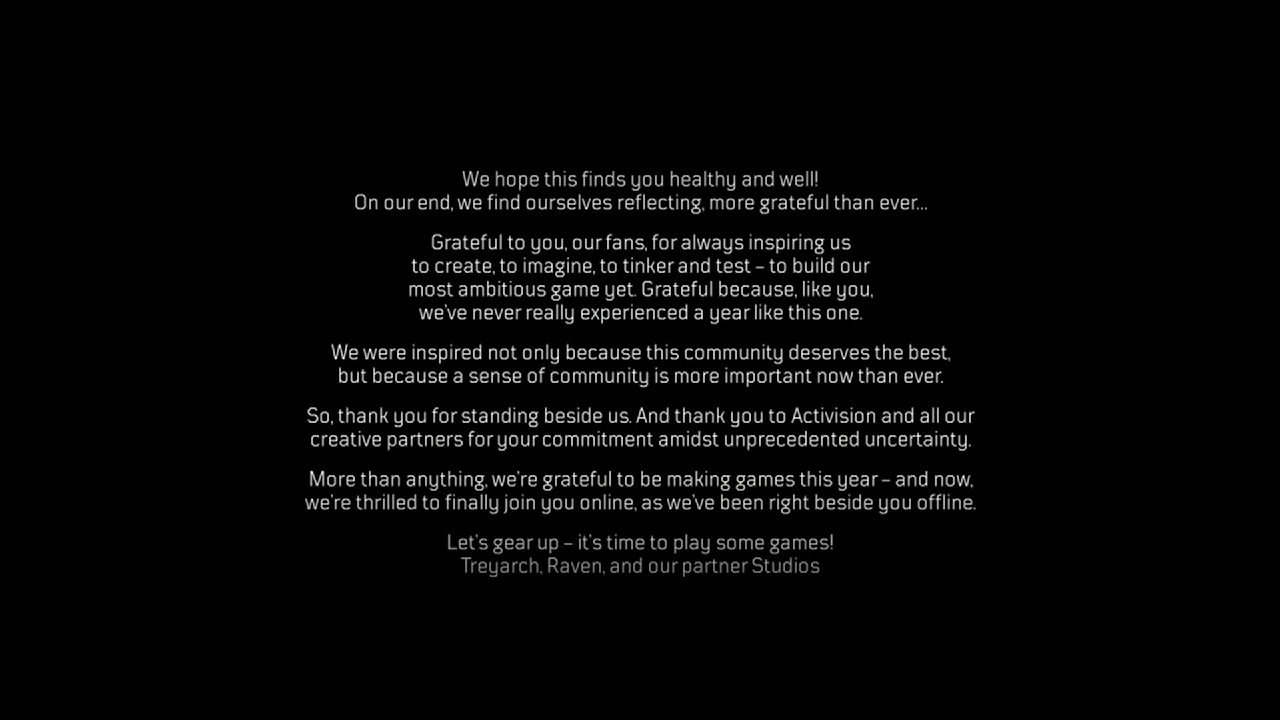 We hope this finds you healthy and well!
On our end, we find ourselves reflecting, more grateful than ever...
Grateful to you, our fans, for always inspiring us
to create, to imagine, to tinker and test – to build our
most ambitious game yet. Grateful because, like you,
we've never really experienced a year like this one.
We were inspired not only because this community deserves the best,
but because a sense of community is more important now than ever.
So, thank you for standing beside us. And thank you to Activision and all our
creative partners for your commitment amidst unprecedented uncertainty.
More than anything, we're grateful to be making games this year – and now,
we're thrilled to finally join you online, as we've been right beside you offline.
Let's gear up – it's time to play some games!
Treyarch, Raven, and our partner Studios